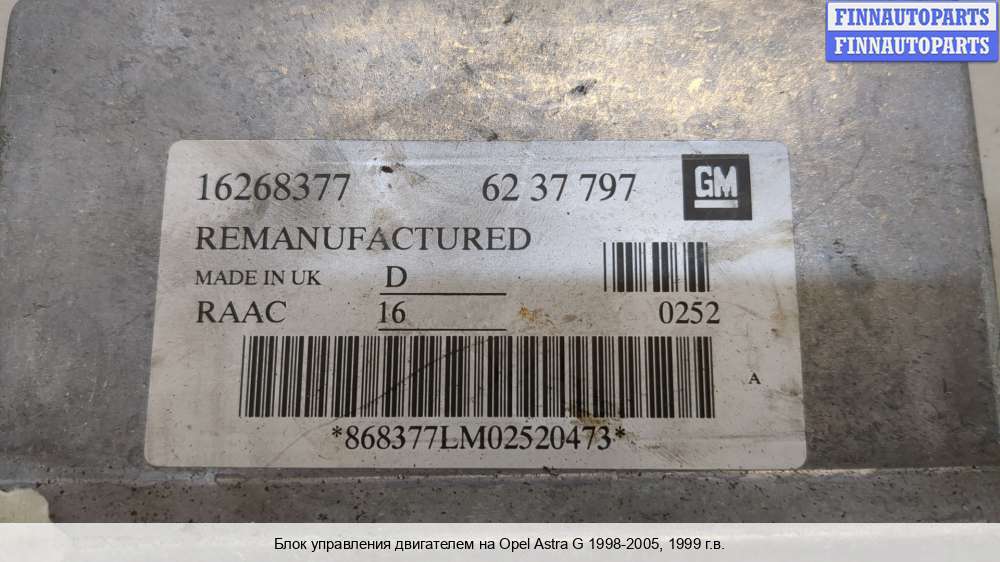 FINNAUTOPARTS
FINNAUTOPARTS
16268377 62 37 797 GM
REMANUFACTURED
MADE IN UK D
RAAC 16 0252
A
*868377LM02520473*
Блок управления двигателем на Opel Astra G 1998-2005, 1999 г.в.